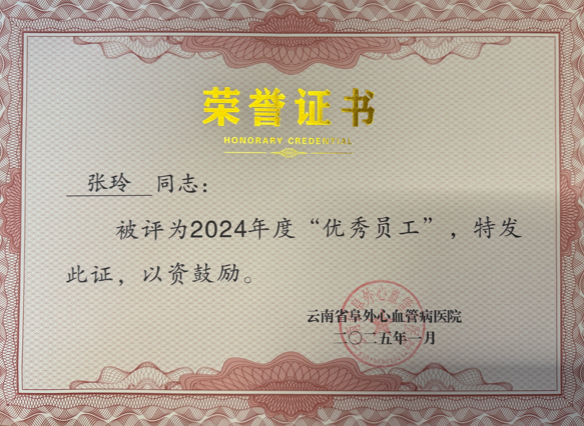 荣誉证书
HONORARY CREDENTIAL
张玲 同志：
被评为2024年度“优秀员工”，特发
此证，以资鼓励。
云南省阜外心血管病医院
二〇二五年一月